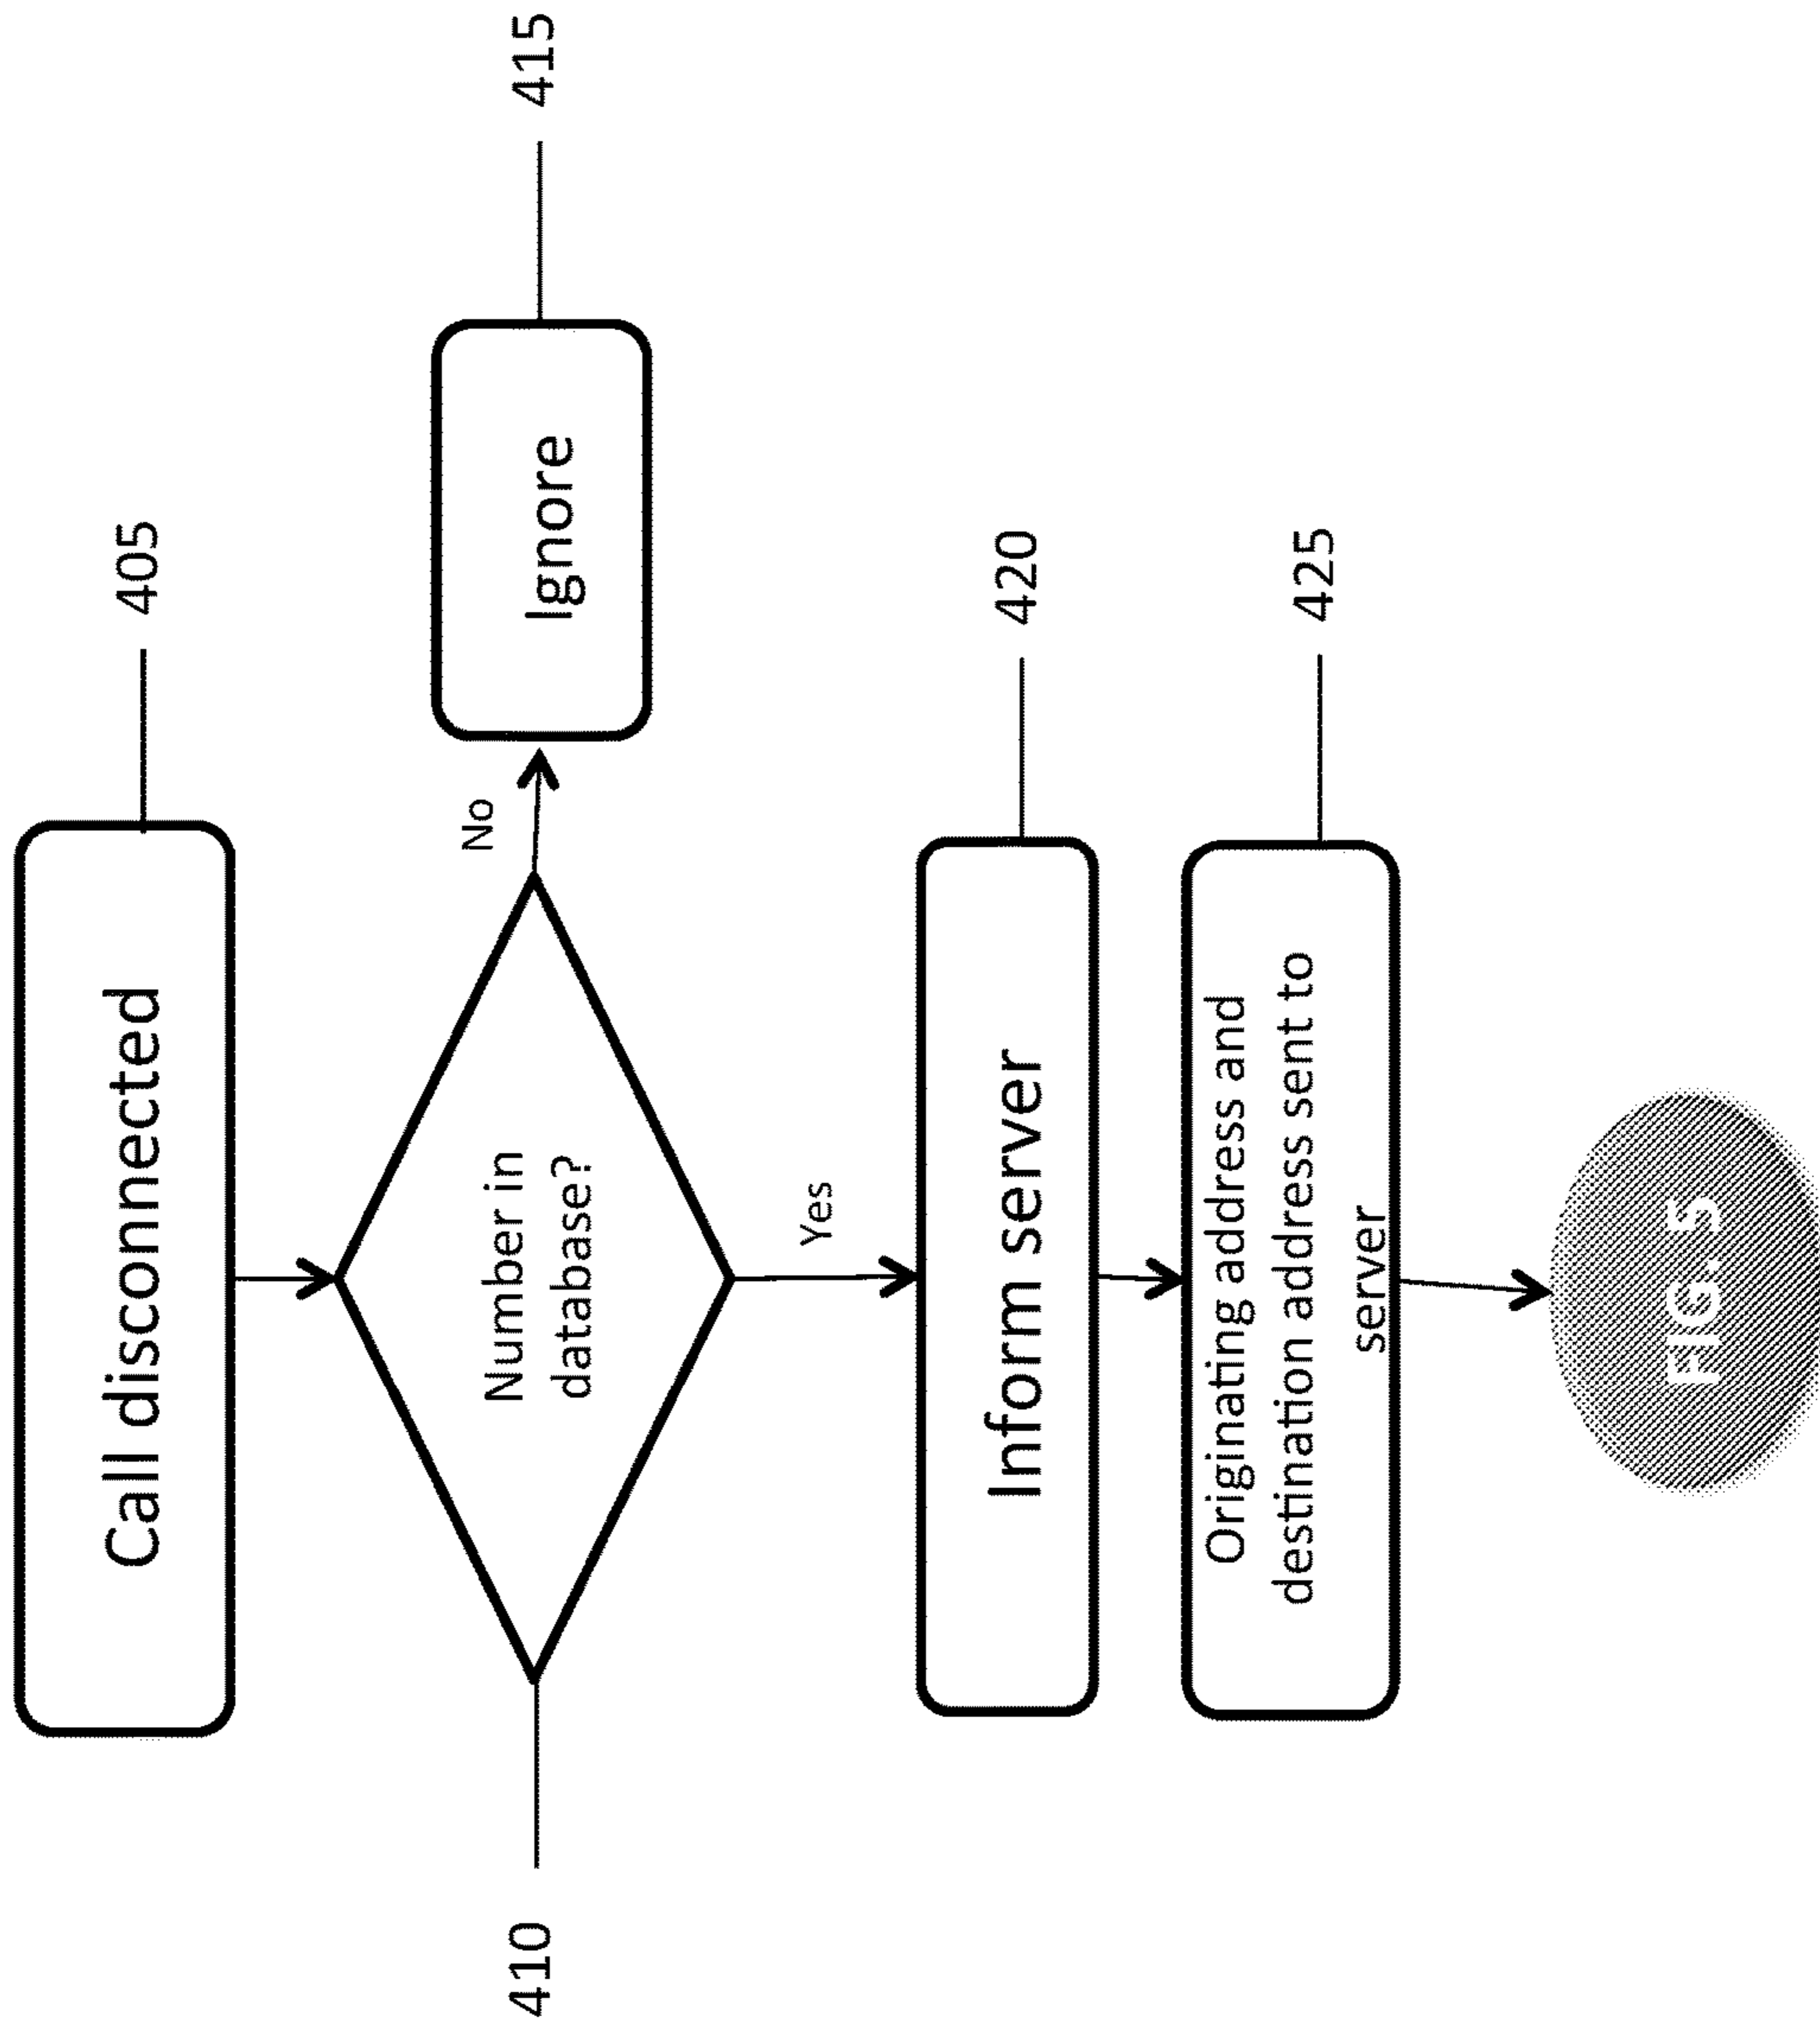 Call disconnected
405
Number in
database?
410
No
Ignore
415
Yes
Inform server
420
Originating address and
destination address sent to
server
425
FIG.5